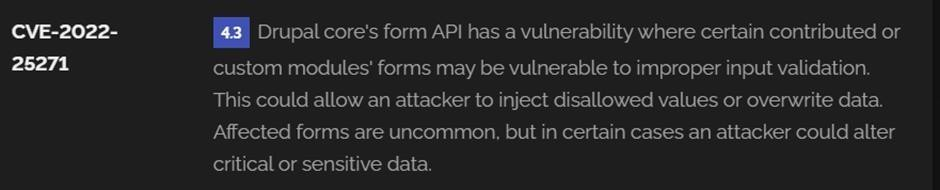 CVE-2022-
25271
4.3 Drupal core's form API has a vulnerability where certain contributed or
custom modules' forms may be vulnerable to improper input validation.
This could allow an attacker to inject disallowed values or overwrite data.
Affected forms are uncommon, but in certain cases an attacker could alter
critical or sensitive data.